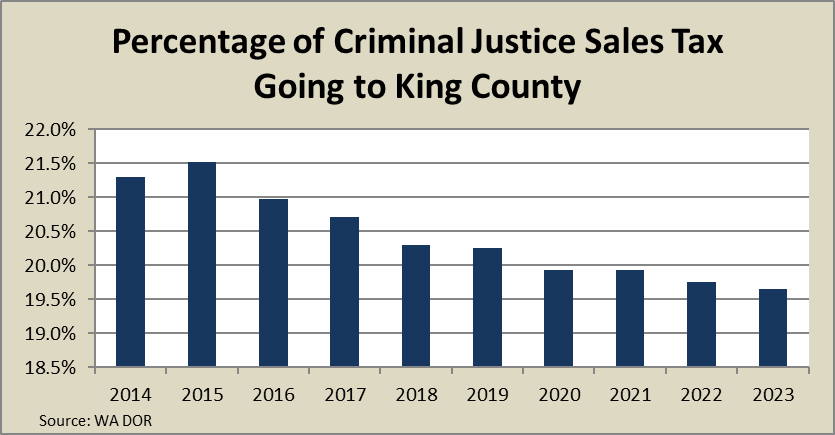 Percentage of Criminal Justice Sales Tax
Going to King County
22.0%
21.5%
21.0%
20.5%
20.0%
19.5%
19.0%
18.5%
2014 2015 2016 2017 2018 2019 2020 2021 2022 2023
Source: WA DOR